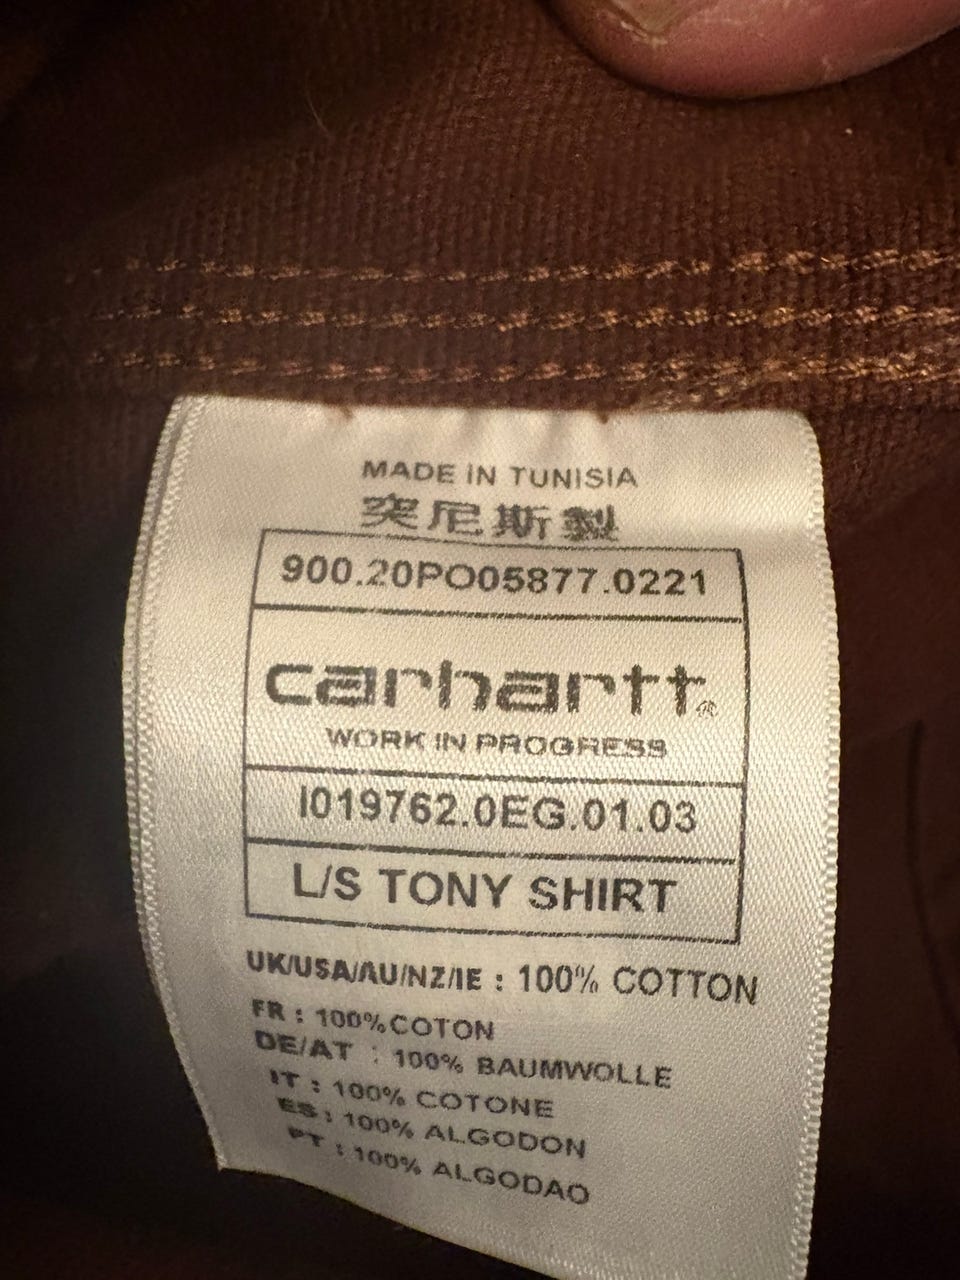 MADE IN TUNISIA
突尼斯製
900.20PO05877.0221
carhartt®
WORK IN PROGRESS
I019762.0EG.01.03
L/S TONY SHIRT
UK/USA/AU/NZ/IE : 100% COTTON
FR : 100%COTON
DE/AT : 100% BAUMWOLLE
IT : 100% COTONE
ES : 100% ALGODON
PT : 100% ALGODAO